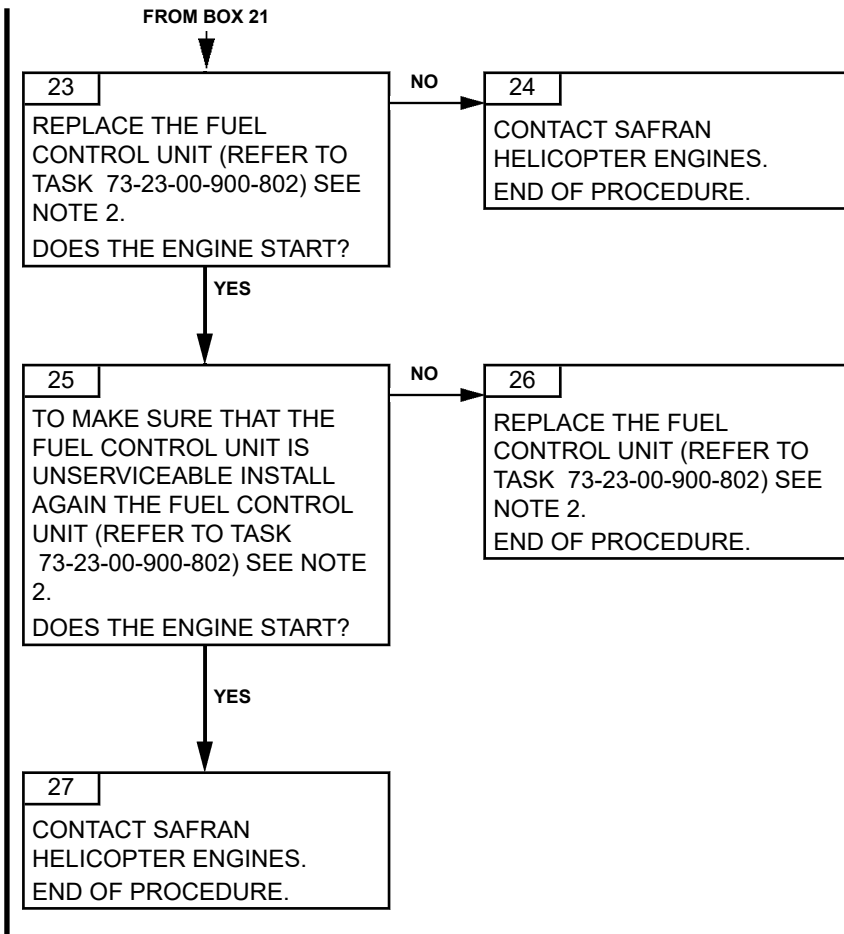 FROM BOX 21
23
REPLACE THE FUEL
CONTROL UNIT (REFER TO
TASK 73-23-00-900-802) SEE
NOTE 2.
DOES THE ENGINE START?
NO
24
CONTACT SAFRAN
HELICOPTER ENGINES.
END OF PROCEDURE.
YES
25
TO MAKE SURE THAT THE
FUEL CONTROL UNIT IS
UNSERVICEABLE INSTALL
AGAIN THE FUEL CONTROL
UNIT (REFER TO TASK
73-23-00-900-802) SEE NOTE
2.
DOES THE ENGINE START?
NO
26
REPLACE THE FUEL
CONTROL UNIT (REFER TO
TASK 73-23-00-900-802) SEE
NOTE 2.
END OF PROCEDURE.
YES
27
CONTACT SAFRAN
HELICOPTER ENGINES.
END OF PROCEDURE.